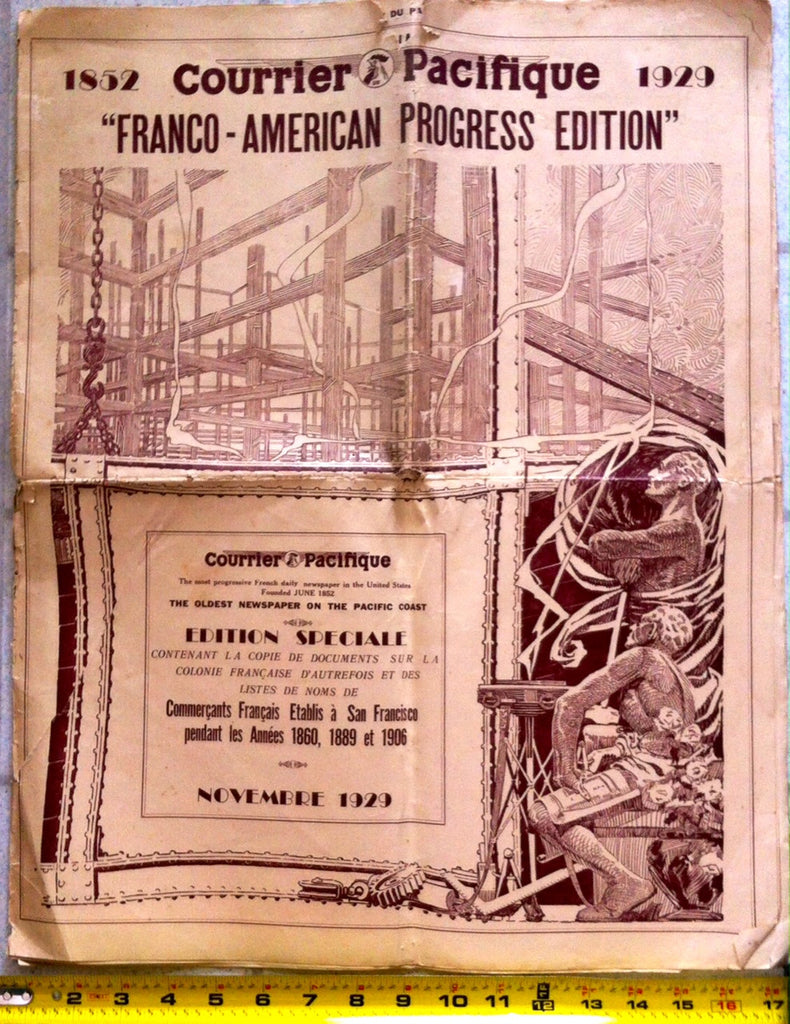 DU PA
1852 Courrier Pacifique 1929
"FRANCO-AMERICAN PROGRESS EDITION"
Courrier Pacifique
The most progressive French daily newspaper in the United States
Founded JUNE 1852
THE OLDEST NEWSPAPER ON THE PACIFIC COAST
EDITION SPECIALE
CONTENANT LA COPIE DE DOCUMENTS SUR LA
COLONIE FRANÇAISE D'AUTREFOIS ET DES
LISTES DE NOMS DE
Commerçants Français Etablis à San Francisco
pendant les Années 1860, 1889 et 1906
NOVEMBRE 1929
2 3 4 5 6 7 8 9 10 11 12 13 14 15 16 17